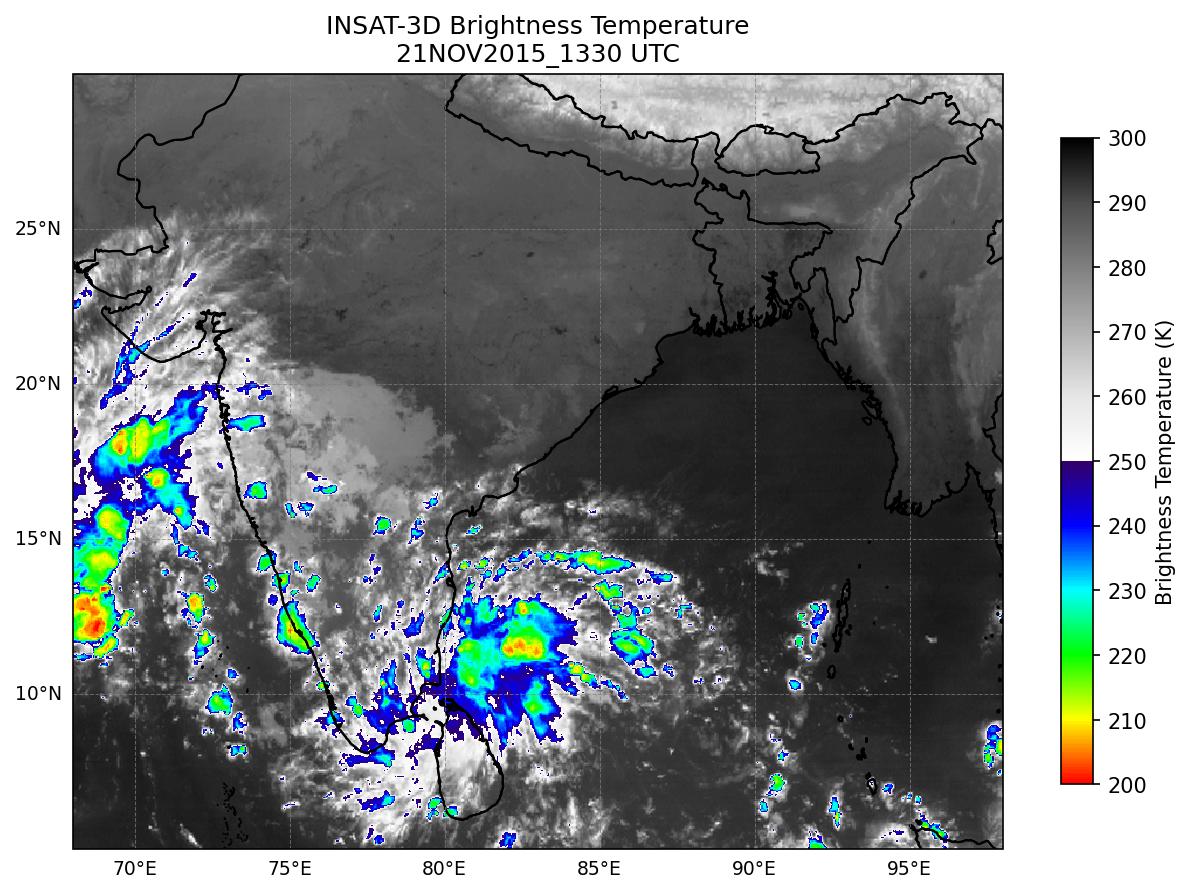 INSAT-3D Brightness Temperature
21NOV2015_1330 UTC
25°N
20°N
15°N
10°N
70°E
75°E
80°E
85°E
90°E
95°E
300
290
280
270
260
250
240
230
220
210
200
Brightness Temperature (K)